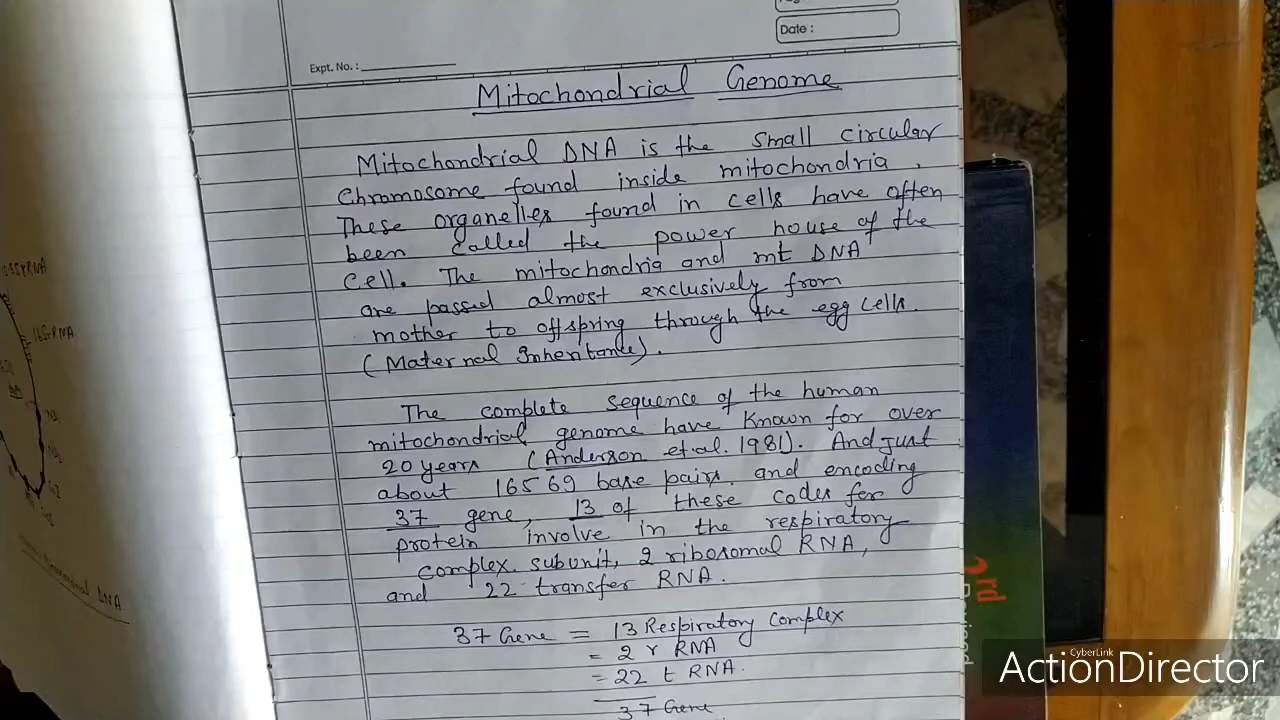 Date :
Expt. No. :
Mitochondrial Genome
Mitochondrial DNA is the small circular
Chromosome found inside mitochondria.
These organelles found in cells have often
been called the power house of the
Cell. The mitochondria and mt DNA
are passed almost exclusively from
mother to offspring through the egg cells.
(Maternal Inheritance).
The complete sequence of the human
mitochondrial genome have Known for over
20 years (Anderson et al. 1981). And just
about 16569 base pairs. and encoding
37 gene, 13 of these codes for
protein involve in the respiratory
complex subunit, 2 ribosomal RNA,
and 22 transfer RNA.
37 Gene = 13 Respiratory Complex
= 2 r RNA
= 22 t RNA.
37 Gene
16SrRNA
DNA
3rd
CyberLink
ActionDirector